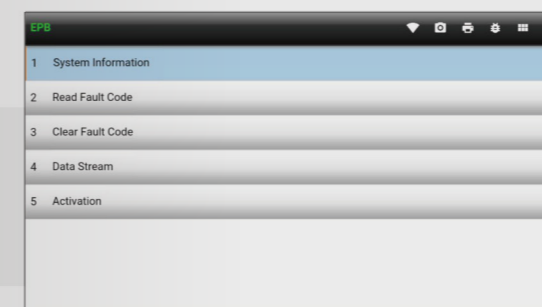 EPB
1 System Information
2 Read Fault Code
3 Clear Fault Code
4 Data Stream
5 Activation